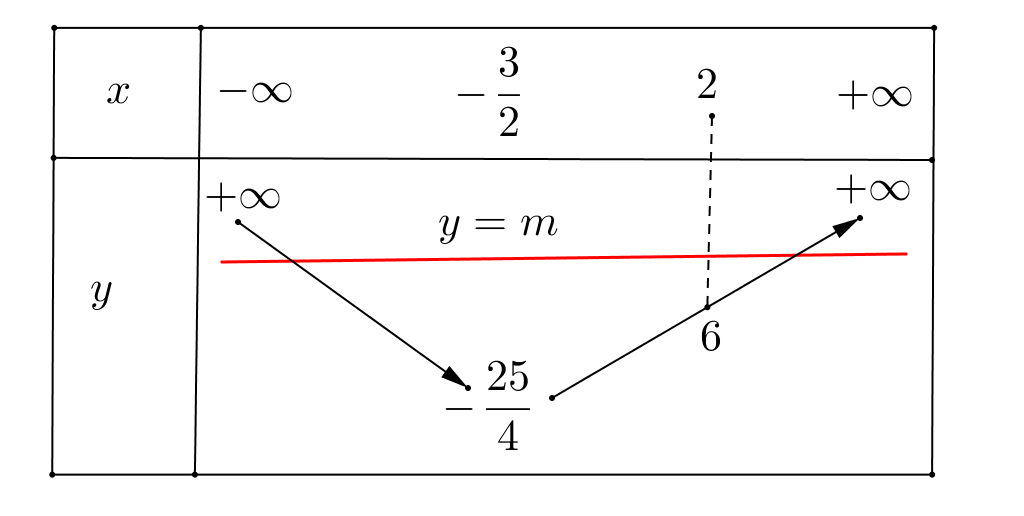 x −∞ −3/2 2 +∞
+∞ +∞
y = m
y
6
−25/4